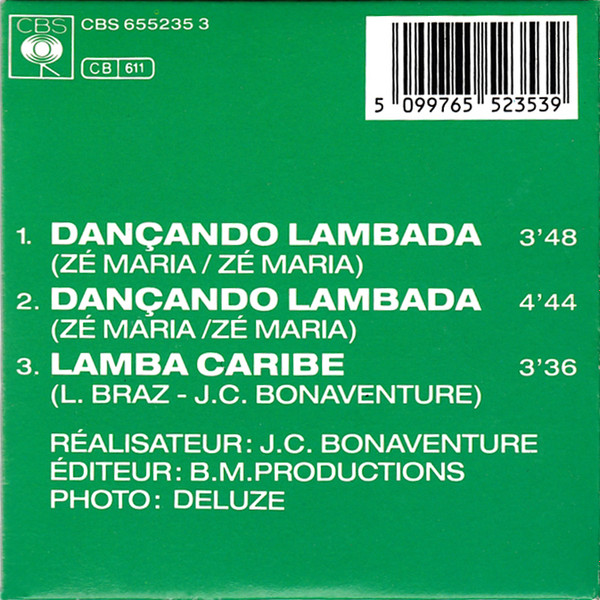 CBS
CBS 655235 3
CB 611
5 099765 523539
1. DANÇANDO LAMBADA 3'48
(ZÉ MARIA / ZÉ MARIA)
2. DANÇANDO LAMBADA 4'44
(ZÉ MARIA /ZÉ MARIA)
3. LAMBA CARIBE 3'36
(L. BRAZ - J.C. BONAVENTURE)
RÉALISATEUR: J.C. BONAVENTURE
ÉDITEUR: B.M.PRODUCTIONS
PHOTO: DELUZE